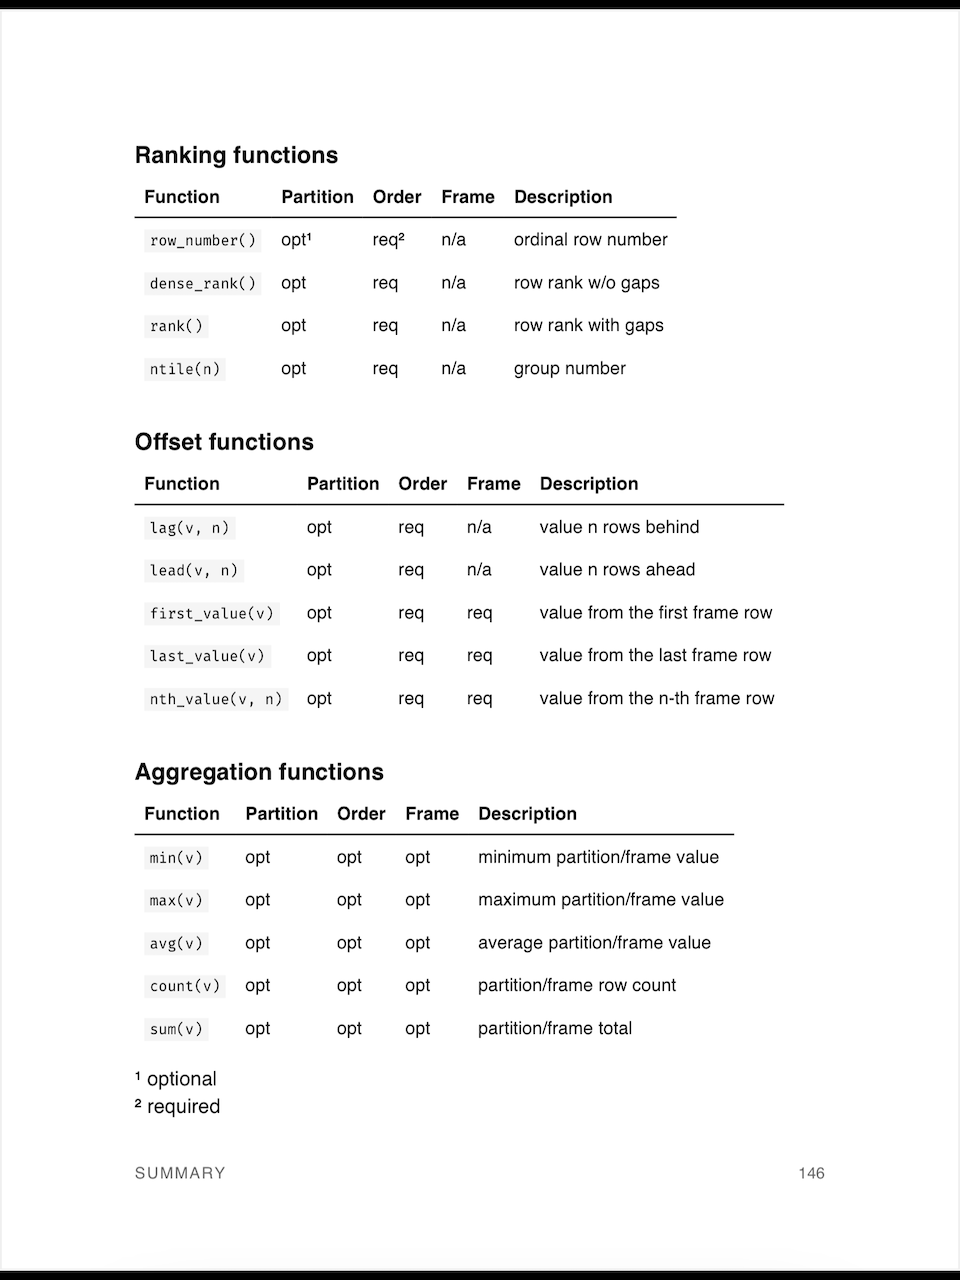 Ranking functions
Function Partition Order Frame Description
row_number() opt¹ req² n/a ordinal row number
dense_rank() opt req n/a row rank w/o gaps
rank() opt req n/a row rank with gaps
ntile(n) opt req n/a group number
Offset functions
Function Partition Order Frame Description
lag(v, n) opt req n/a value n rows behind
lead(v, n) opt req n/a value n rows ahead
first_value(v) opt req req value from the first frame row
last_value(v) opt req req value from the last frame row
nth_value(v, n) opt req req value from the n-th frame row
Aggregation functions
Function Partition Order Frame Description
min(v) opt opt opt minimum partition/frame value
max(v) opt opt opt maximum partition/frame value
avg(v) opt opt opt average partition/frame value
count(v) opt opt opt partition/frame row count
sum(v) opt opt opt partition/frame total
¹ optional
² required
SUMMARY 146